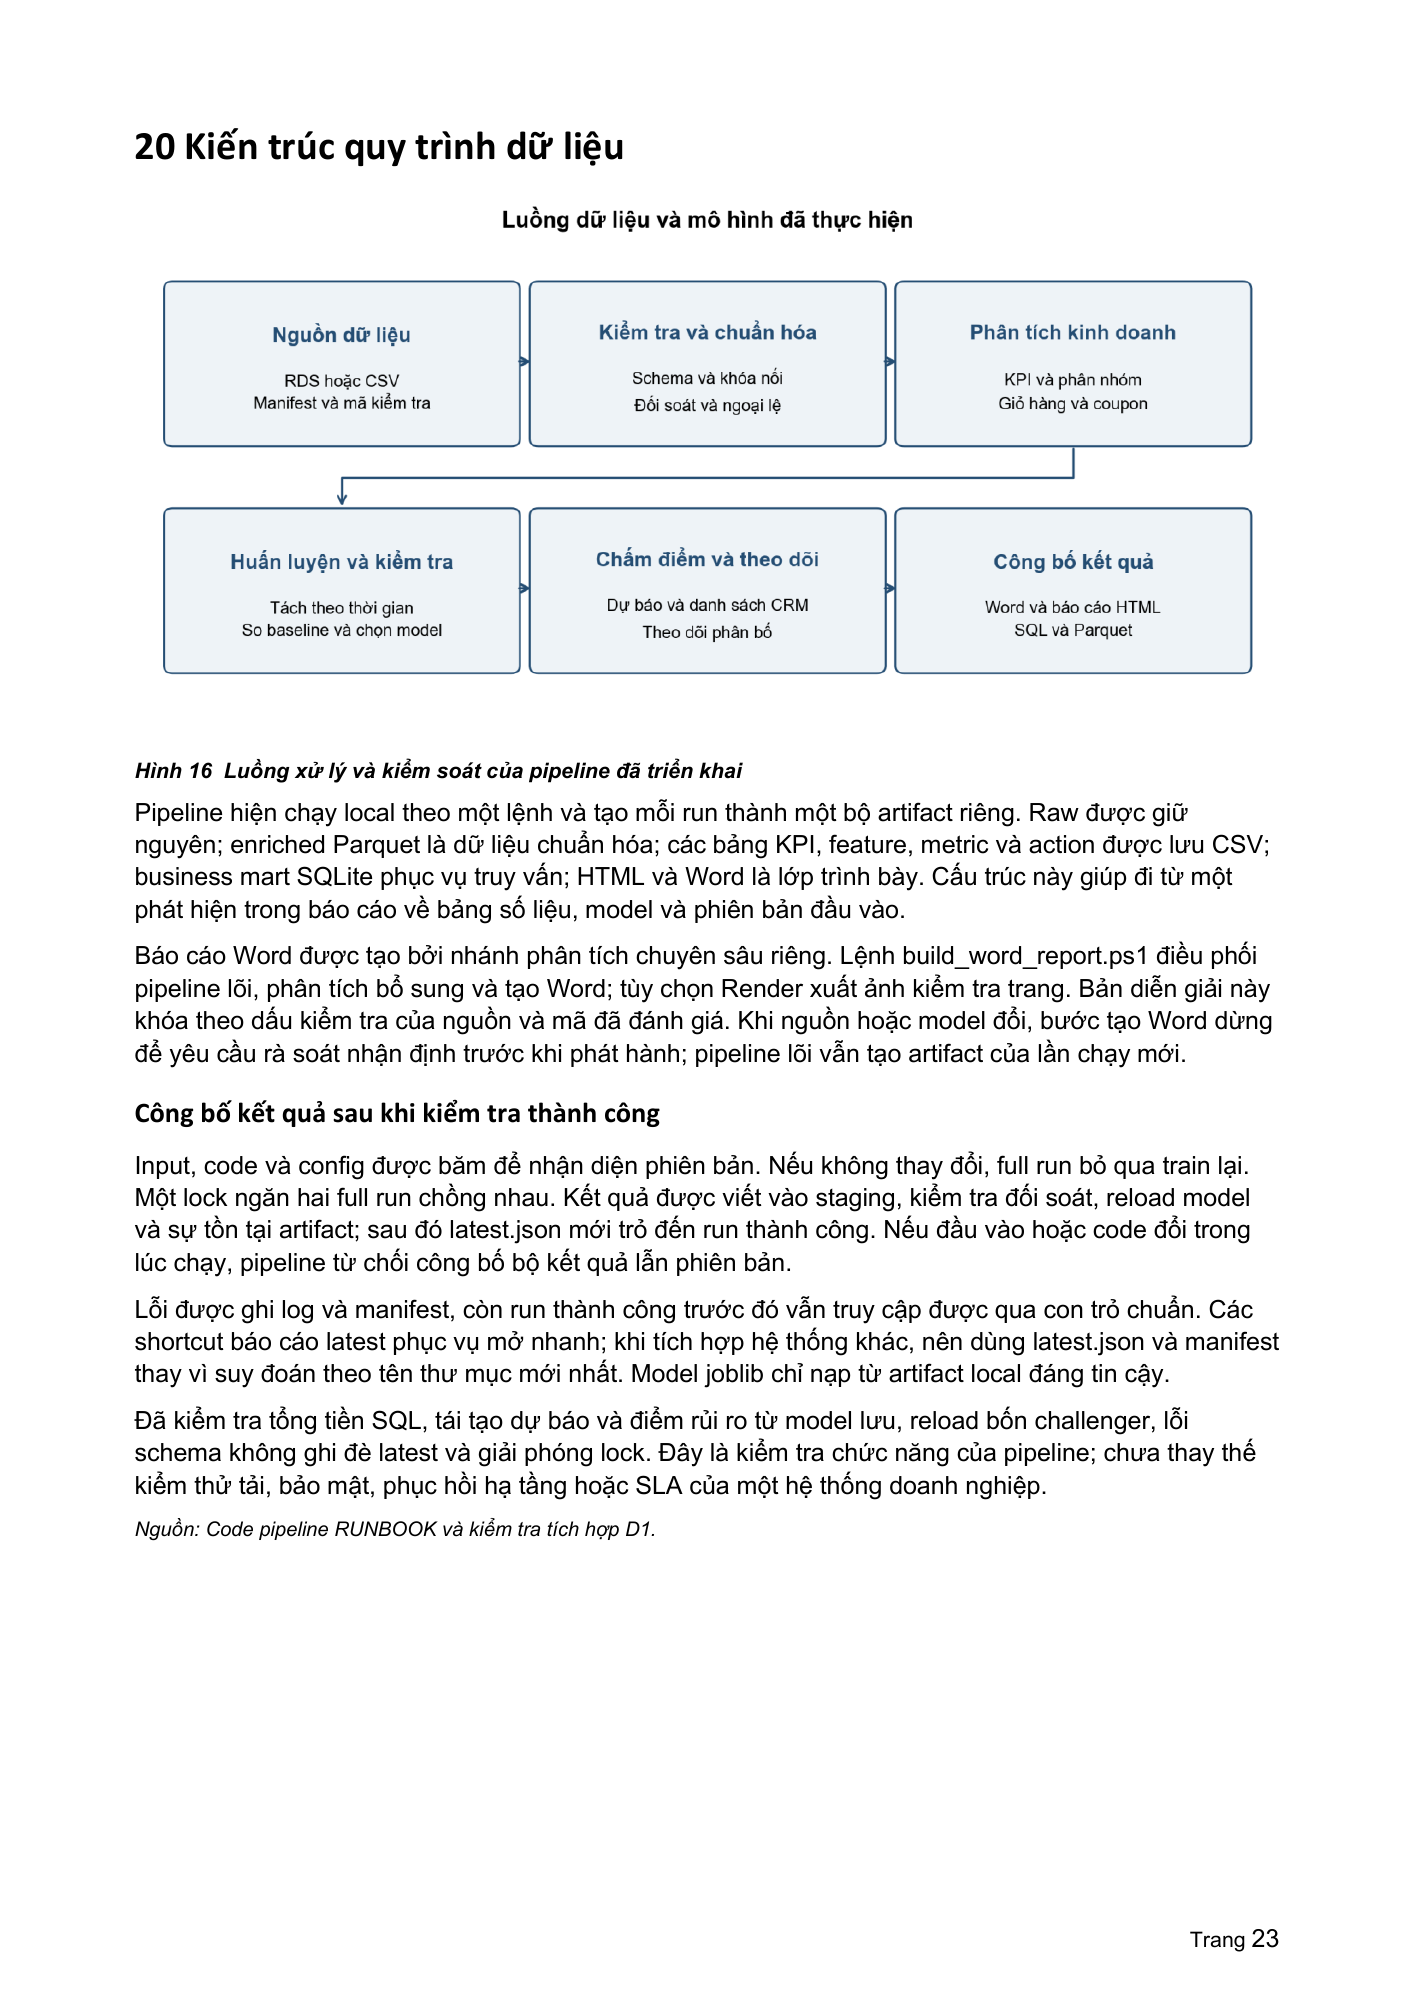 20 Kiến trúc quy trình dữ liệu
Luồng dữ liệu và mô hình đã thực hiện
Nguồn dữ liệu
RDS hoặc CSV
Manifest và mã kiểm tra
Kiểm tra và chuẩn hóa
Schema và khóa nối
Đối soát và ngoại lệ
Phân tích kinh doanh
KPI và phân nhóm
Giỏ hàng và coupon
Huấn luyện và kiểm tra
Tách theo thời gian
So baseline và chọn model
Chấm điểm và theo dõi
Dự báo và danh sách CRM
Theo dõi phân bố
Công bố kết quả
Word và báo cáo HTML
SQL và Parquet
Hình 16 Luồng xử lý và kiểm soát của pipeline đã triển khai
Pipeline hiện chạy local theo một lệnh và tạo mỗi run thành một bộ artifact riêng. Raw được giữ
nguyên; enriched Parquet là dữ liệu chuẩn hóa; các bảng KPI, feature, metric và action được lưu CSV;
business mart SQLite phục vụ truy vấn; HTML và Word là lớp trình bày. Cấu trúc này giúp đi từ một
phát hiện trong báo cáo về bảng số liệu, model và phiên bản đầu vào.
Báo cáo Word được tạo bởi nhánh phân tích chuyên sâu riêng. Lệnh build_word_report.ps1 điều phối
pipeline lõi, phân tích bổ sung và tạo Word; tùy chọn Render xuất ảnh kiểm tra trang. Bản diễn giải này
khóa theo dấu kiểm tra của nguồn và mã đã đánh giá. Khi nguồn hoặc model đổi, bước tạo Word dừng
để yêu cầu rà soát nhận định trước khi phát hành; pipeline lõi vẫn tạo artifact của lần chạy mới.
Công bố kết quả sau khi kiểm tra thành công
Input, code và config được băm để nhận diện phiên bản. Nếu không thay đổi, full run bỏ qua train lại.
Một lock ngăn hai full run chồng nhau. Kết quả được viết vào staging, kiểm tra đối soát, reload model
và sự tồn tại artifact; sau đó latest.json mới trỏ đến run thành công. Nếu đầu vào hoặc code đổi trong
lúc chạy, pipeline từ chối công bố bộ kết quả lẫn phiên bản.
Lỗi được ghi log và manifest, còn run thành công trước đó vẫn truy cập được qua con trỏ chuẩn. Các
shortcut báo cáo latest phục vụ mở nhanh; khi tích hợp hệ thống khác, nên dùng latest.json và manifest
thay vì suy đoán theo tên thư mục mới nhất. Model joblib chỉ nạp từ artifact local đáng tin cậy.
Đã kiểm tra tổng tiền SQL, tái tạo dự báo và điểm rủi ro từ model lưu, reload bốn challenger, lỗi
schema không ghi đè latest và giải phóng lock. Đây là kiểm tra chức năng của pipeline; chưa thay thế
kiểm thử tải, bảo mật, phục hồi hạ tầng hoặc SLA của một hệ thống doanh nghiệp.
Nguồn: Code pipeline RUNBOOK và kiểm tra tích hợp D1.
Trang 23